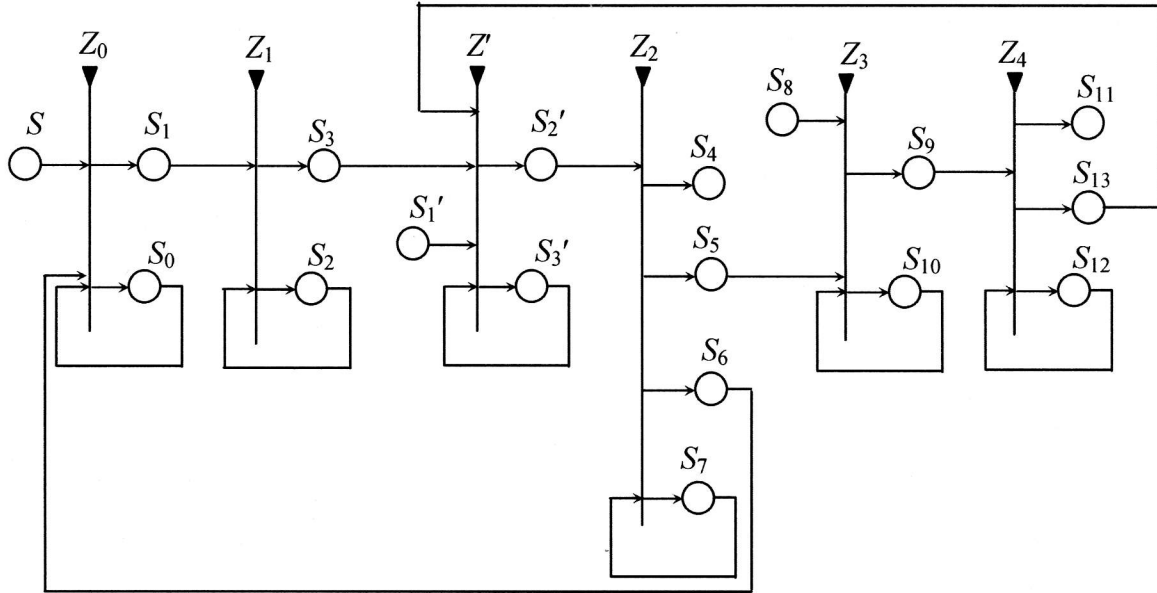 Z₀
Z₁
Z′
Z₂
Z₃
Z₄
S
S₁
S₃
S₂′
S₄
S₈
S₉
S₁₁
S₁₃
S₁′
S₀
S₂
S₃′
S₅
S₁₀
S₁₂
S₆
S₇